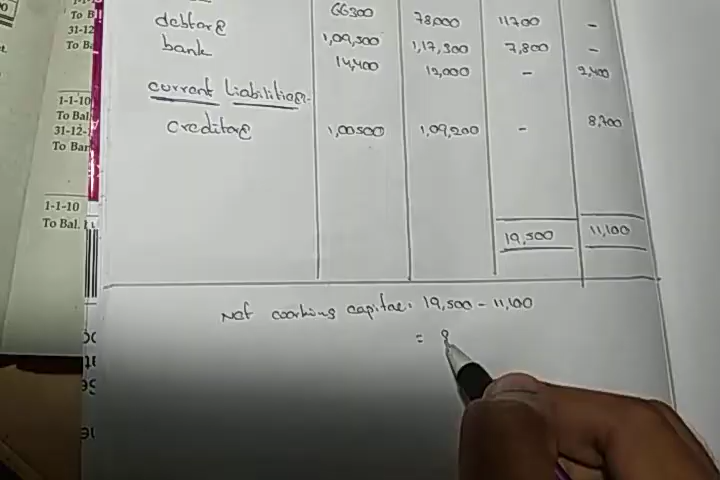 66300 78,000 11700 -
debtors 1,09,500 1,17,300 7,800 -
bank 14,400 12,000 - 2,400
current liabilities:-
creditors 1,00500 1,09,200 - 8,700
19,500 11,100
Net working capital = 19,500 - 11,100
= 8
To B
31-12
To Ba
1-1-10
To Bal
31-12-
To Bar
1-1-10
To Bal.